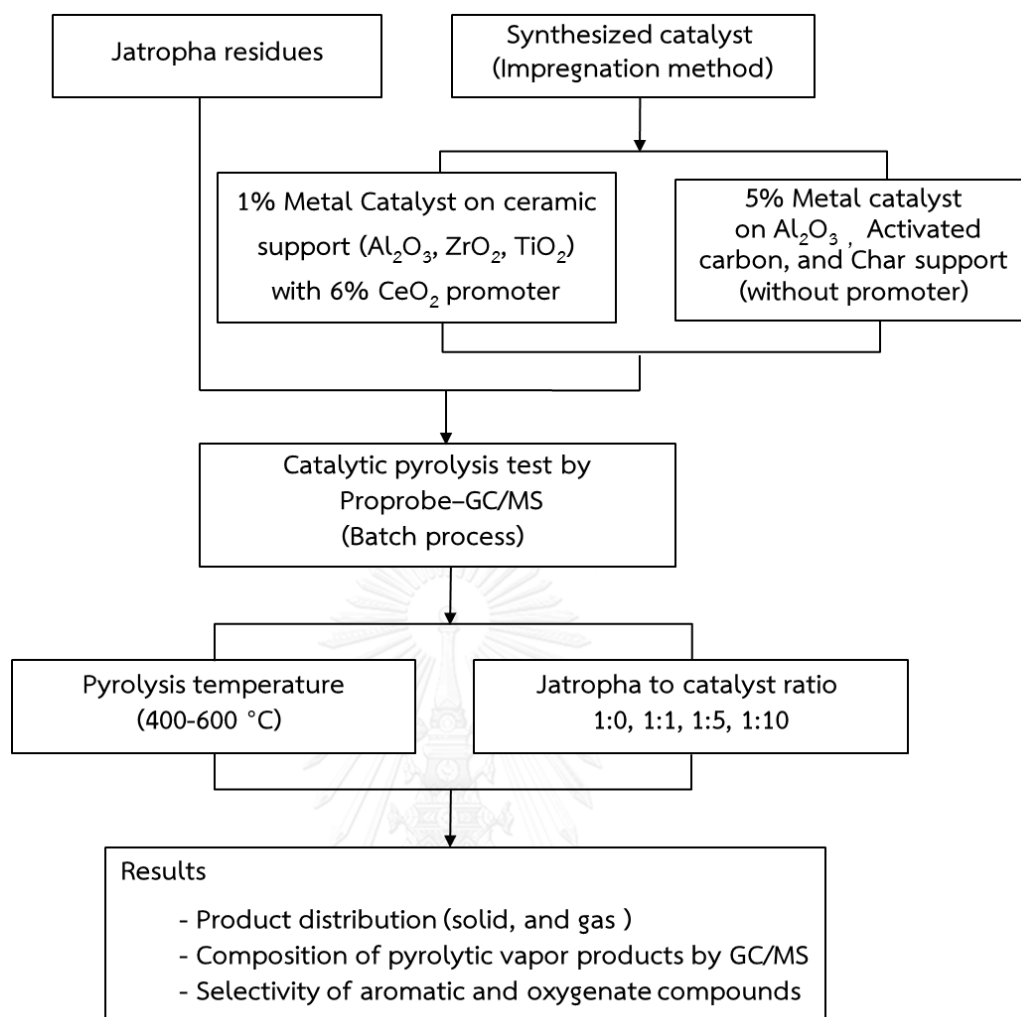 Jatropha residues
Synthesized catalyst
(Impregnation method)
1% Metal Catalyst on ceramic
support (Al₂O₃, ZrO₂, TiO₂)
with 6% CeO₂ promoter
5% Metal catalyst
on Al₂O₃ , Activated
carbon, and Char support
(without promoter)
Catalytic pyrolysis test by
Proprobe–GC/MS
(Batch process)
Pyrolysis temperature
(400-600 °C)
Jatropha to catalyst ratio
1:0, 1:1, 1:5, 1:10
Results
- Product distribution (solid, and gas )
- Composition of pyrolytic vapor products by GC/MS
- Selectivity of aromatic and oxygenate compounds